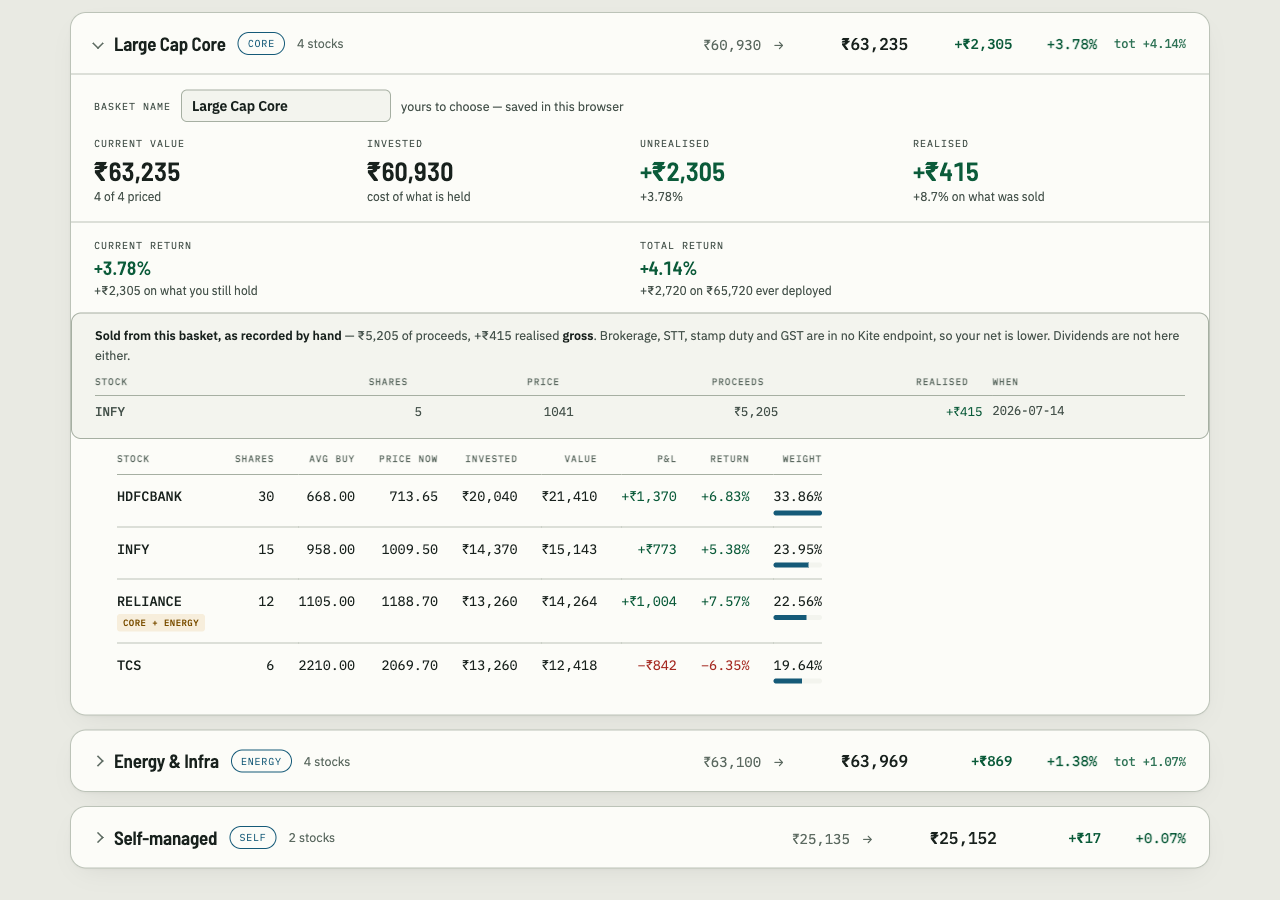 Large Cap Core CORE 4 stocks ₹60,930 → ₹63,235 +₹2,305 +3.78% tot +4.14%
BASKET NAME Large Cap Core yours to choose — saved in this browser
CURRENT VALUE INVESTED UNREALISED REALISED
₹63,235 ₹60,930 +₹2,305 +₹415
4 of 4 priced cost of what is held +3.78% +8.7% on what was sold
CURRENT RETURN TOTAL RETURN
+3.78% +4.14%
+₹2,305 on what you still hold +₹2,720 on ₹65,720 ever deployed
Sold from this basket, as recorded by hand — ₹5,205 of proceeds, +₹415 realised gross. Brokerage, STT, stamp duty and GST are in no Kite endpoint, so your net is lower. Dividends are not here
either.
STOCK SHARES PRICE PROCEEDS REALISED WHEN
INFY 5 1041 ₹5,205 +₹415 2026-07-14
STOCK SHARES AVG BUY PRICE NOW INVESTED VALUE P&L RETURN WEIGHT
HDFCBANK 30 668.00 713.65 ₹20,040 ₹21,410 +₹1,370 +6.83% 33.86%
INFY 15 958.00 1009.50 ₹14,370 ₹15,143 +₹773 +5.38% 23.95%
RELIANCE 12 1105.00 1188.70 ₹13,260 ₹14,264 +₹1,004 +7.57% 22.56%
CORE + ENERGY
TCS 6 2210.00 2069.70 ₹13,260 ₹12,418 −₹842 −6.35% 19.64%
Energy & Infra ENERGY 4 stocks ₹63,100 → ₹63,969 +₹869 +1.38% tot +1.07%
Self-managed SELF 2 stocks ₹25,135 → ₹25,152 +₹17 +0.07%